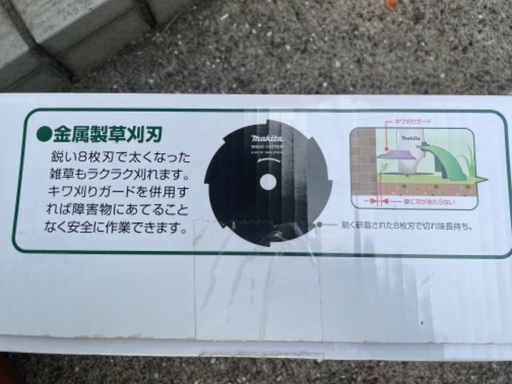 ●金属製草刈刃
鋭い8枚刃で太くなった
雑草もラクラク刈れます。
キワ刈りガードを併用す
れば障害物にあてること
なく安全に作業できます。
Makita
キワ刈りガード
Makita
壁に刃があたらない
鋭く研磨された8枚刃で切れ味長持ち。